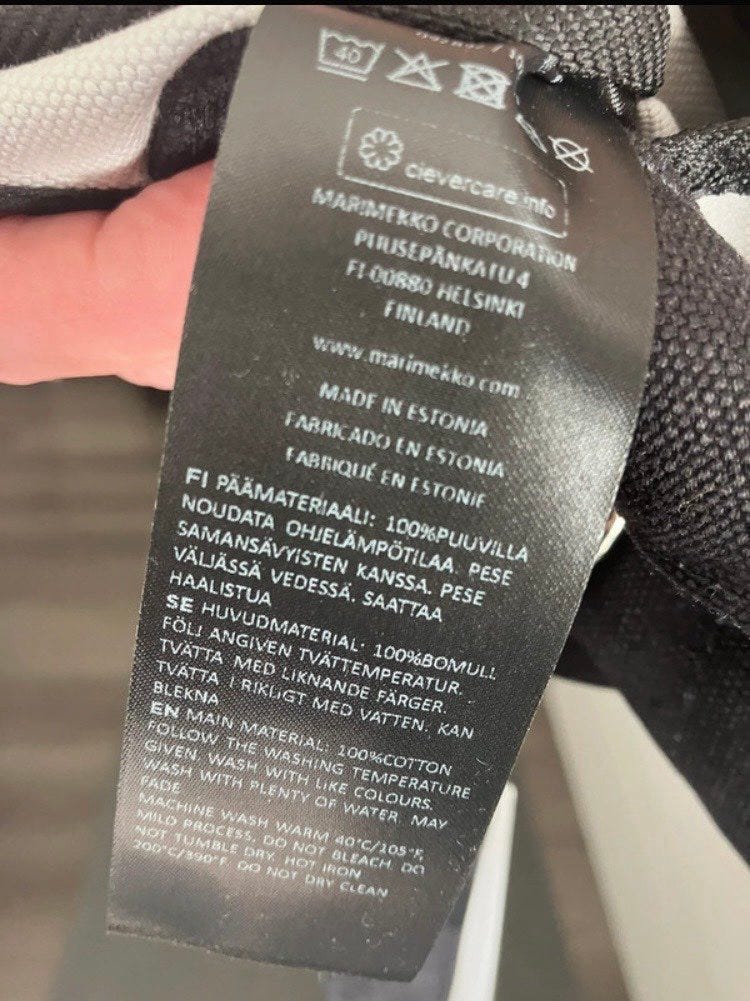 40
clevercare.info
MARIMEKKO CORPORATION
PUUSEPÄNKATU 4
FI-00880 HELSINKI
FINLAND
www.marimekko.com
MADE IN ESTONIA
FABRICADO EN ESTONIA
FABRIQUÉ EN ESTONIE
FI PÄÄMATERIAALI: 100%PUUVILLA
NOUDATA OHJELÄMPÖTILAA. PESE
SAMANSÄVYISTEN KANSSA. PESE
VÄLJÄSSÄ VEDESSÄ. SAATTAA
HAALISTUA
SE HUVUDMATERIAL: 100%BOMULL
FÖLJ ANGIVEN TVÄTTEMPERATUR.
TVÄTTA MED LIKNANDE FÄRGER.
TVÄTTA I RIKLIGT MED VATTEN. KAN
BLEKNA
EN MAIN MATERIAL: 100%COTTON
FOLLOW THE WASHING TEMPERATURE
GIVEN. WASH WITH LIKE COLOURS.
WASH WITH PLENTY OF WATER. MAY
FADE
MACHINE WASH WARM 40°C/105°F,
MILD PROCESS. DO NOT BLEACH. DO
NOT TUMBLE DRY. HOT IRON
200°C/390°F. DO NOT DRY CLEAN